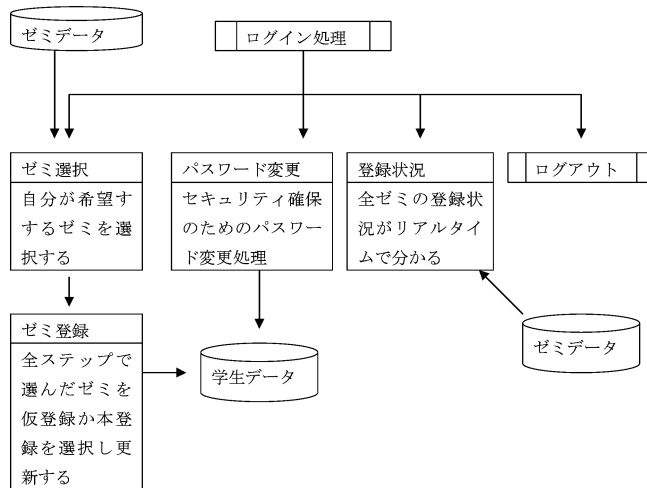 ゼミデータ
ログイン処理
ゼミ選択
自分が希望す
するゼミを選
択する
パスワード変更
セキュリティ確保
のためのパスワー
ド変更処理
登録状況
全ゼミの登録状
況がリアルタイ
ムで分かる
ログアウト
ゼミ登録
全ステップで
選んだゼミを
仮登録か本登
録を選択し更
新する
学生データ
ゼミデータ